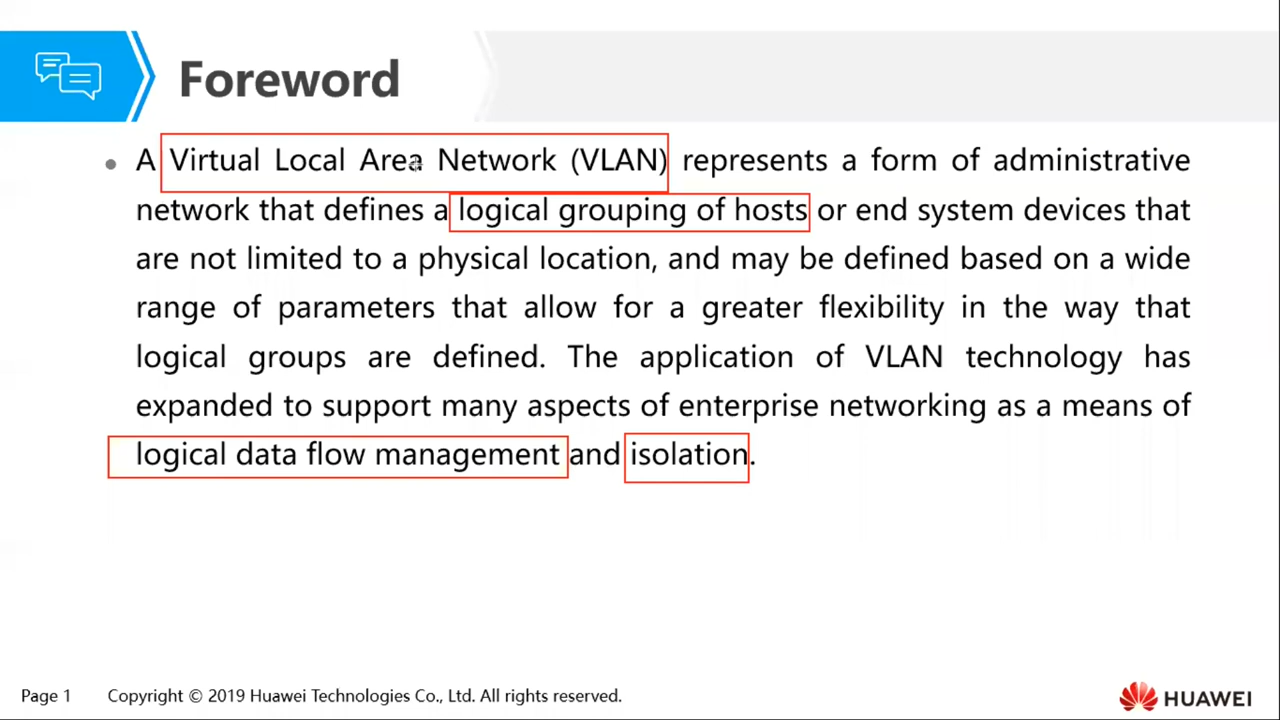 Foreword
A Virtual Local Area Network (VLAN) represents a form of administrative
network that defines a logical grouping of hosts or end system devices that
are not limited to a physical location, and may be defined based on a wide
range of parameters that allow for a greater flexibility in the way that
logical groups are defined. The application of VLAN technology has
expanded to support many aspects of enterprise networking as a means of
logical data flow management and isolation.
Page 1
Copyright © 2019 Huawei Technologies Co., Ltd. All rights reserved.
HUAWEI